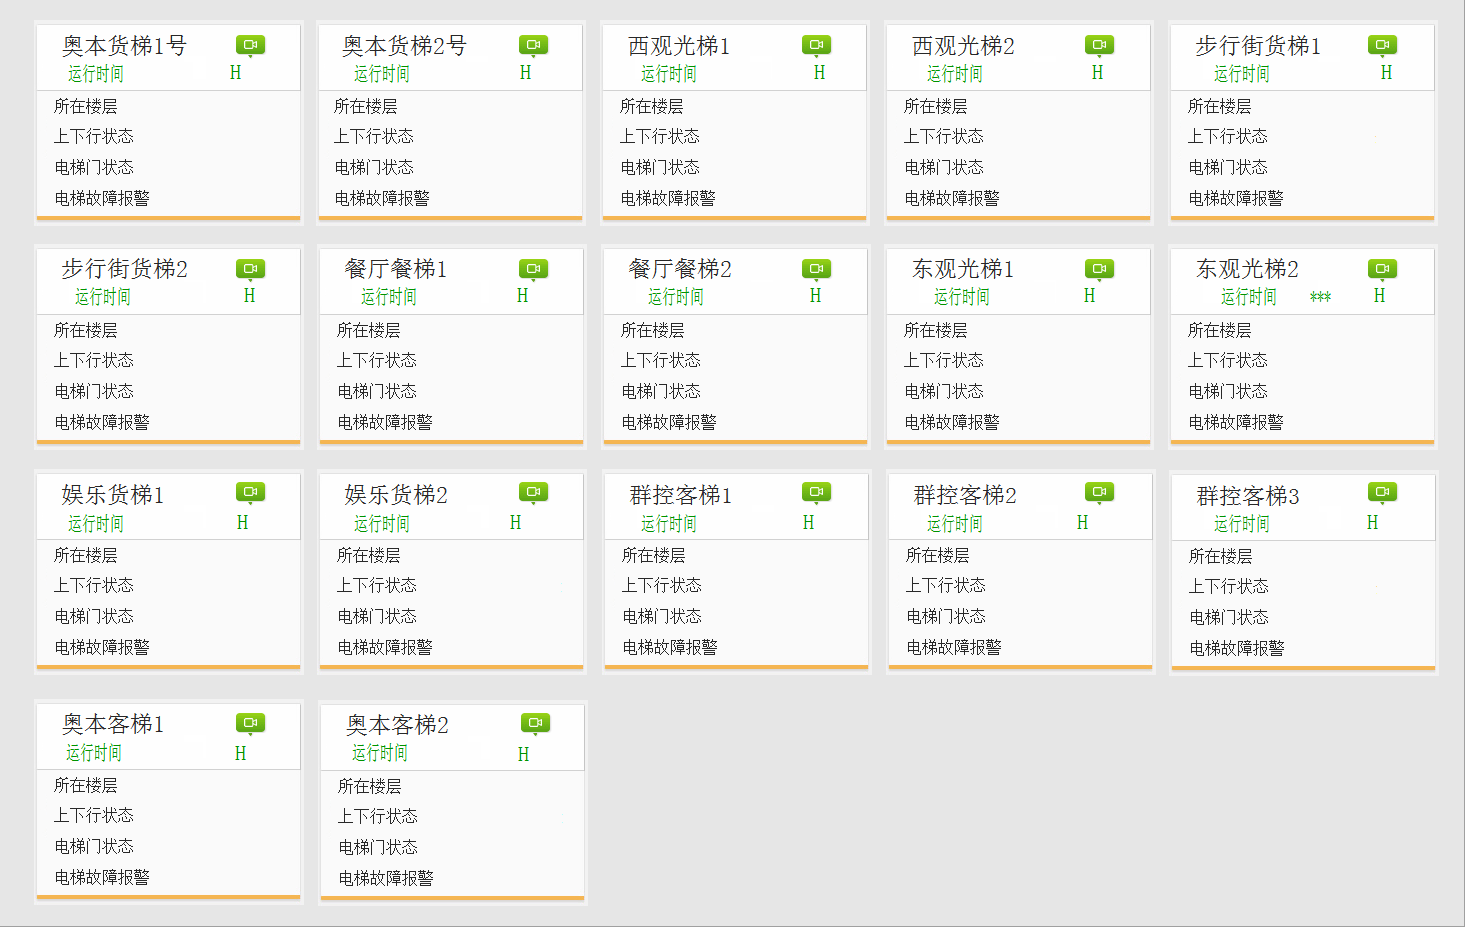 奥本货梯1号
运行时间 H
所在楼层
上下行状态
电梯门状态
电梯故障报警
奥本货梯2号
运行时间 H
所在楼层
上下行状态
电梯门状态
电梯故障报警
西观光梯1
运行时间 H
所在楼层
上下行状态
电梯门状态
电梯故障报警
西观光梯2
运行时间 H
所在楼层
上下行状态
电梯门状态
电梯故障报警
步行街货梯1
运行时间 H
所在楼层
上下行状态
电梯门状态
电梯故障报警
步行街货梯2
运行时间 H
所在楼层
上下行状态
电梯门状态
电梯故障报警
餐厅餐梯1
运行时间 H
所在楼层
上下行状态
电梯门状态
电梯故障报警
餐厅餐梯2
运行时间 H
所在楼层
上下行状态
电梯门状态
电梯故障报警
东观光梯1
运行时间 H
所在楼层
上下行状态
电梯门状态
电梯故障报警
东观光梯2
运行时间 *** H
所在楼层
上下行状态
电梯门状态
电梯故障报警
娱乐货梯1
运行时间 H
所在楼层
上下行状态
电梯门状态
电梯故障报警
娱乐货梯2
运行时间 H
所在楼层
上下行状态
电梯门状态
电梯故障报警
群控客梯1
运行时间 H
所在楼层
上下行状态
电梯门状态
电梯故障报警
群控客梯2
运行时间 H
所在楼层
上下行状态
电梯门状态
电梯故障报警
群控客梯3
运行时间 H
所在楼层
上下行状态
电梯门状态
电梯故障报警
奥本客梯1
运行时间 H
所在楼层
上下行状态
电梯门状态
电梯故障报警
奥本客梯2
运行时间 H
所在楼层
上下行状态
电梯门状态
电梯故障报警